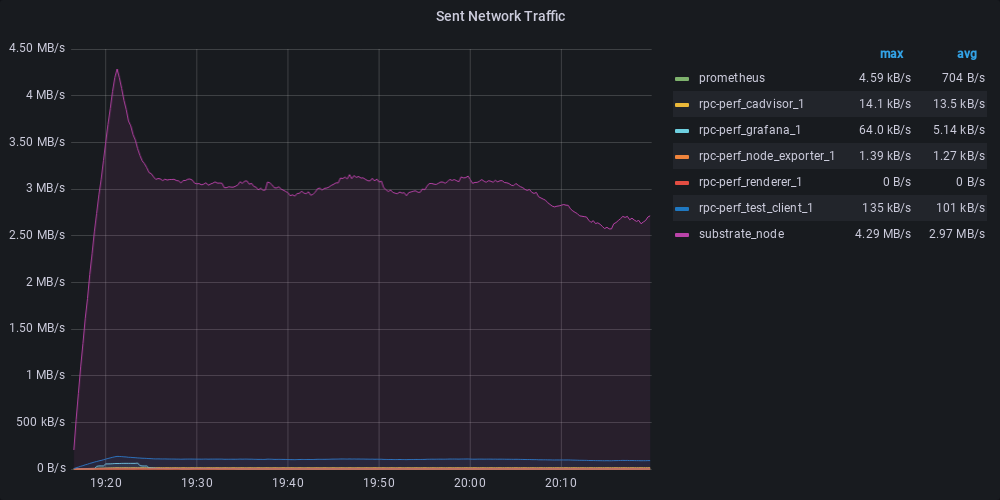 Sent Network Traffic
4.50 MB/s
4 MB/s
3.50 MB/s
3 MB/s
2.50 MB/s
2 MB/s
1.50 MB/s
1 MB/s
500 kB/s
0 B/s
19:20 19:30 19:40 19:50 20:00 20:10
max avg
prometheus 4.59 kB/s 704 B/s
rpc-perf_cadvisor_1 14.1 kB/s 13.5 kB/s
rpc-perf_grafana_1 64.0 kB/s 5.14 kB/s
rpc-perf_node_exporter_1 1.39 kB/s 1.27 kB/s
rpc-perf_renderer_1 0 B/s 0 B/s
rpc-perf_test_client_1 135 kB/s 101 kB/s
substrate_node 4.29 MB/s 2.97 MB/s